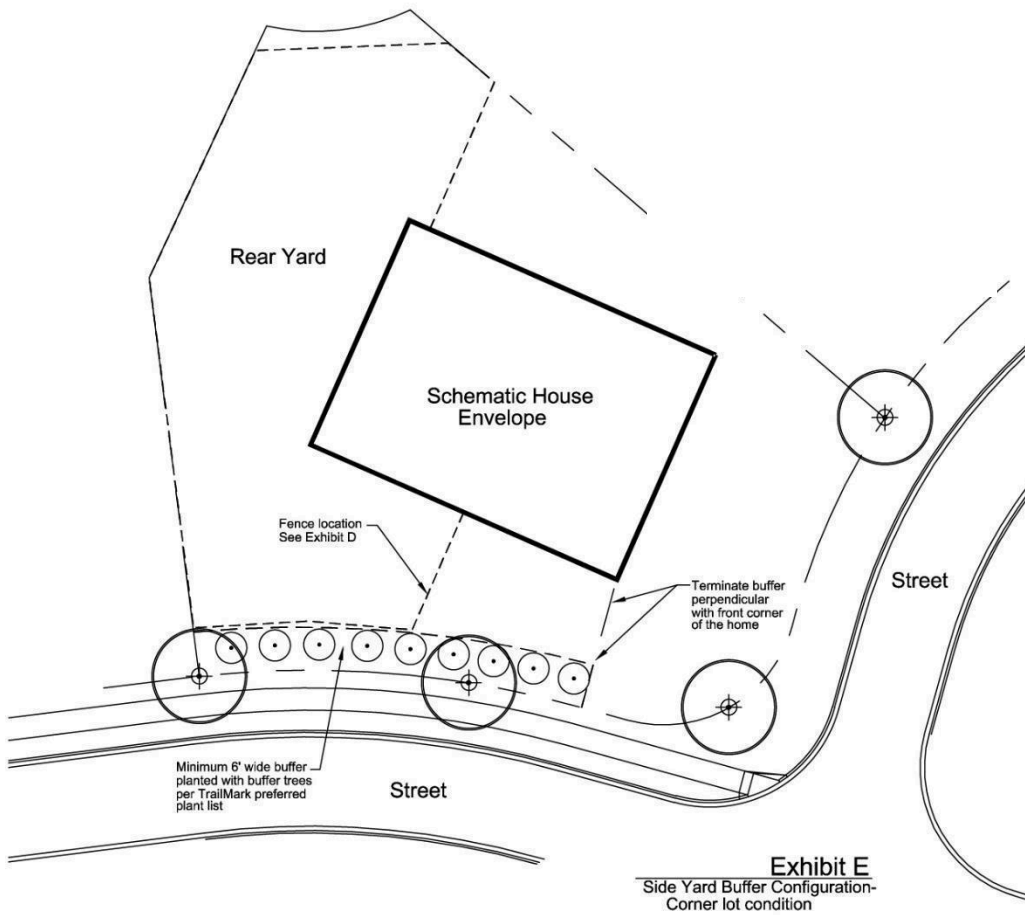 Rear Yard
Schematic House
Envelope
Fence location
See Exhibit D
Terminate buffer
perpendicular
with front corner
of the home
Street
Minimum 6' wide buffer
planted with buffer trees
per TrailMark preferred
plant list
Street
Exhibit E
Side Yard Buffer Configuration-
Corner lot condition